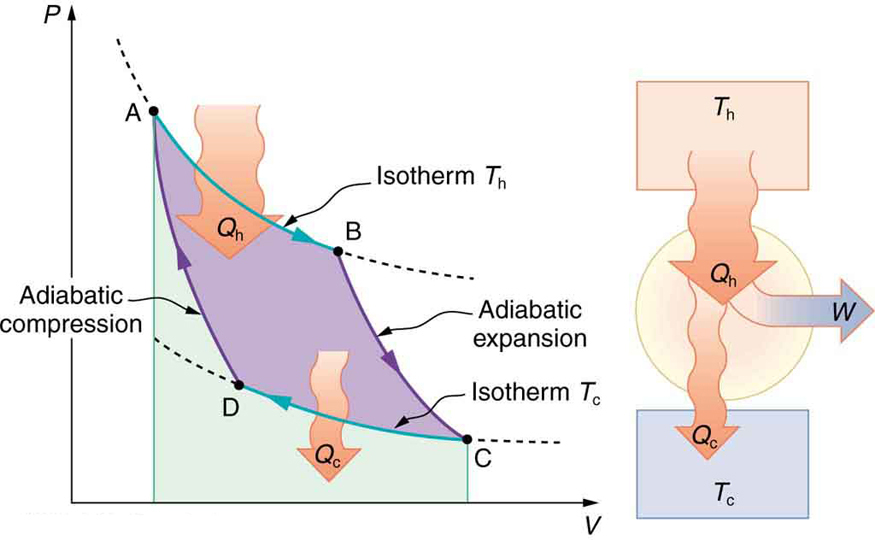 P
A
Isotherm Th
Qh
B
Adiabatic
compression
Adiabatic
expansion
D
Isotherm Tc
Qc
C
V
Th
Qh
W
Qc
Tc